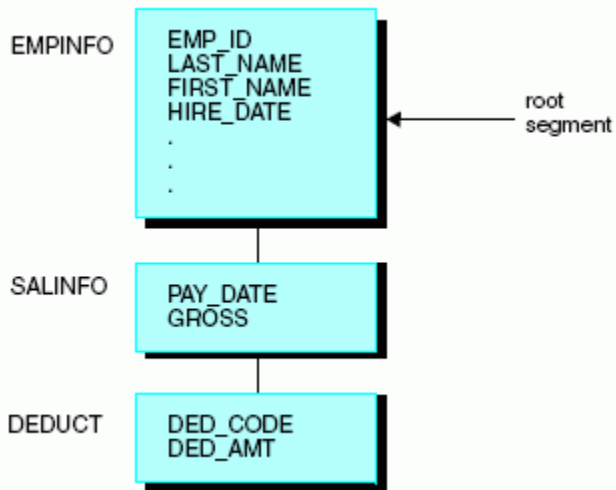 EMPINFO
EMP_ID
LAST_NAME
FIRST_NAME
HIRE_DATE
.
.
.
root
segment
SALINFO
PAY_DATE
GROSS
DEDUCT
DED_CODE
DED_AMT